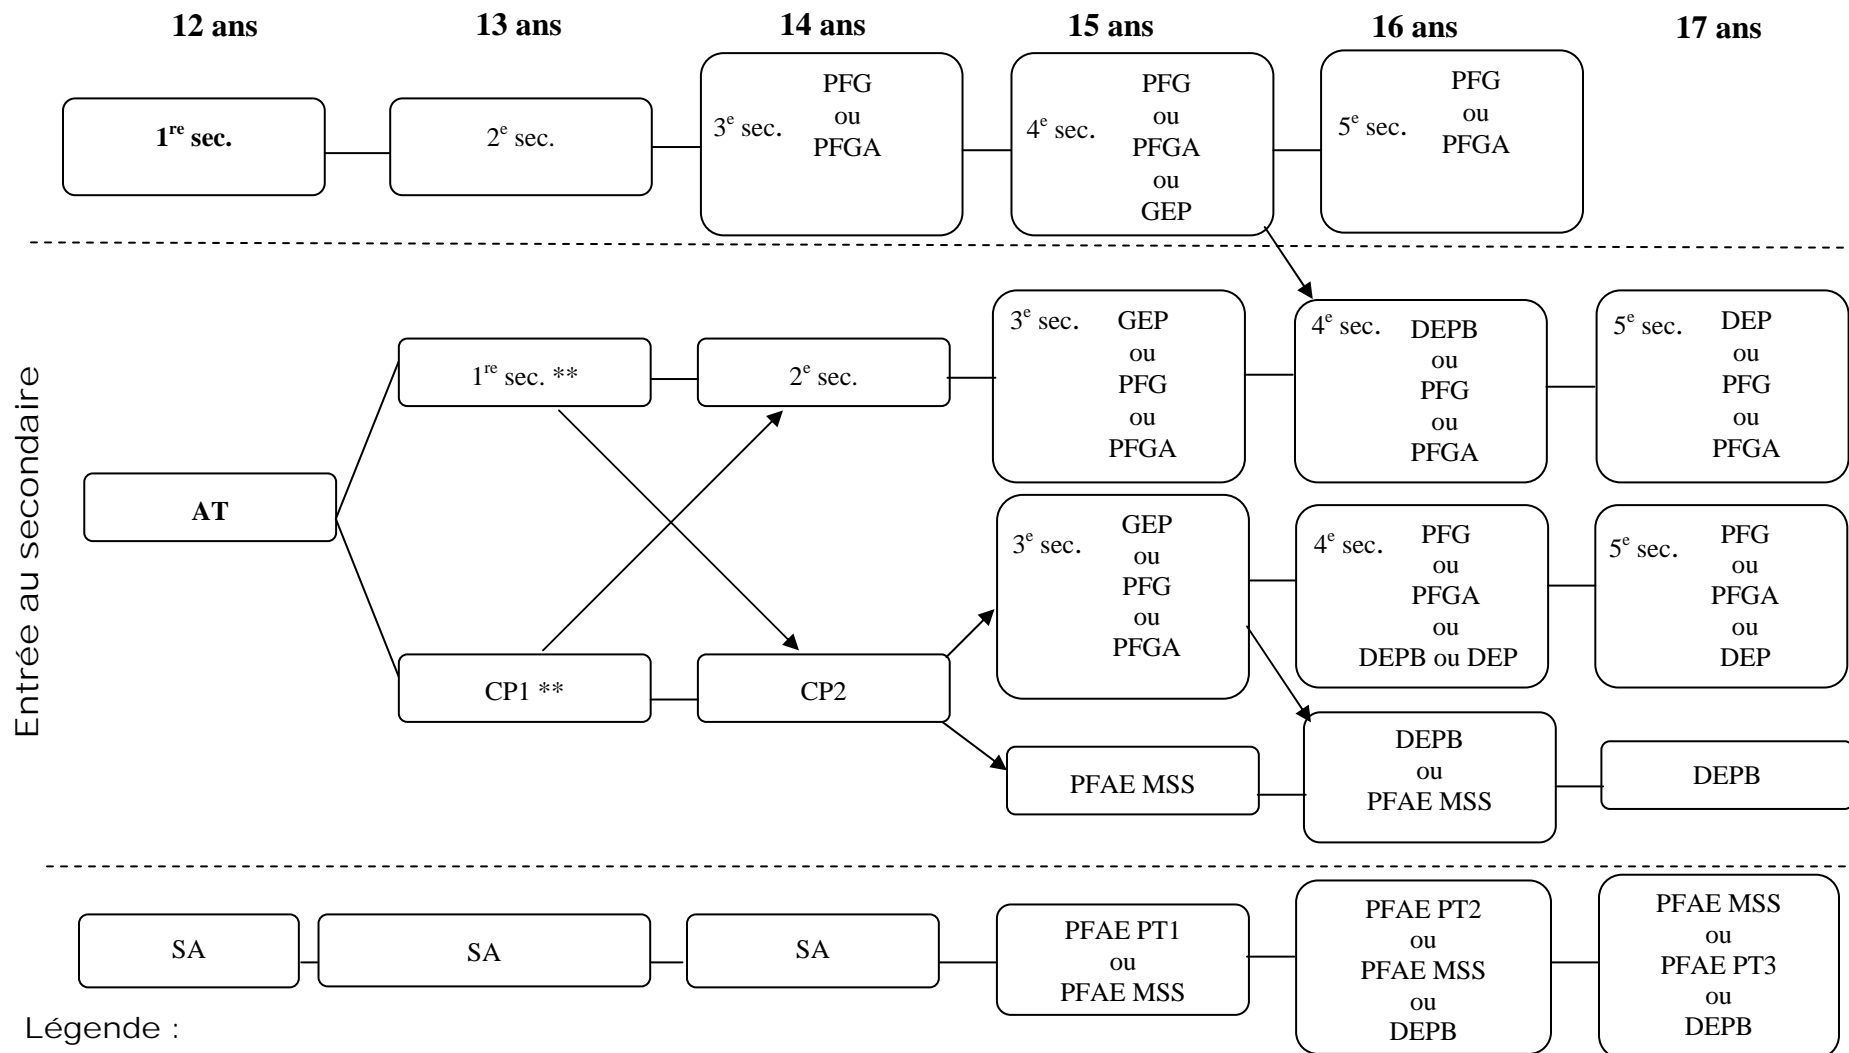 12 ans
13 ans
14 ans
15 ans
16 ans
17 ans
1re sec.
2e sec.
3e sec.
PFG
ou
PFGA
4e sec.
PFG
ou
PFGA
ou
GEP
5e sec.
PFG
ou
PFGA
Entrée au secondaire
AT
1re sec. **
2e sec.
3e sec.
GEP
ou
PFG
ou
PFGA
4e sec.
DEPB
ou
PFG
ou
PFGA
5e sec.
DEP
ou
PFG
ou
PFGA
CP1 **
CP2
3e sec.
GEP
ou
PFG
ou
PFGA
4e sec.
PFG
ou
PFGA
ou
DEPB ou DEP
5e sec.
PFG
ou
PFGA
ou
DEP
PFAE MSS
DEPB
ou
PFAE MSS
DEPB
SA
SA
SA
PFAE PT1
ou
PFAE MSS
PFAE PT2
ou
PFAE MSS
ou
DEPB
PFAE MSS
ou
PFAE PT3
ou
DEPB
Légende :